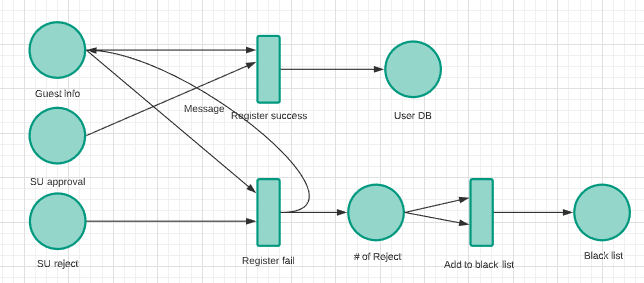 Guest info
Message
Register success
User DB
SU approval
SU reject
Register fail
# of Reject
Add to black list
Black list